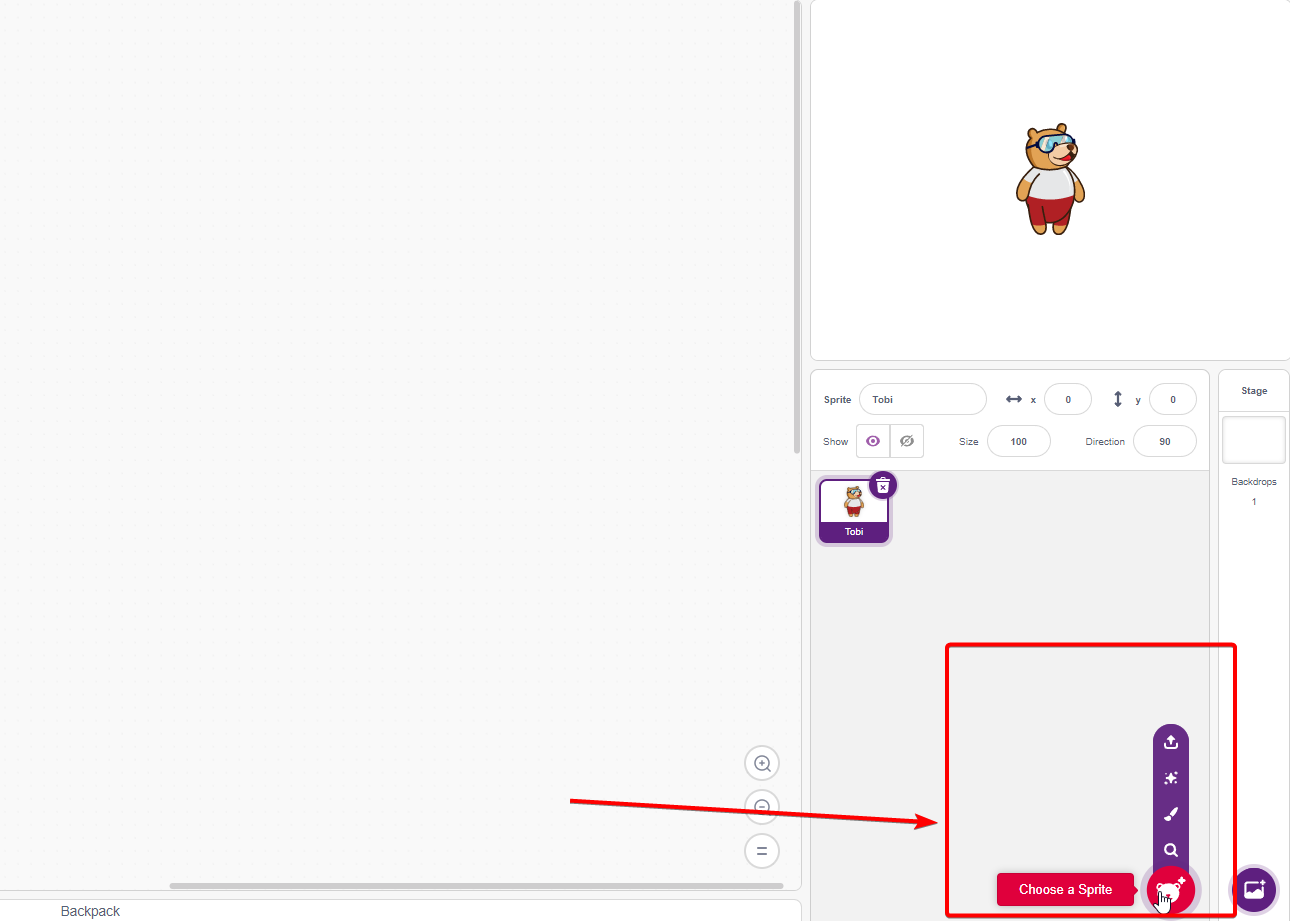 Sprite Tobi x 0 y 0
Show Size 100 Direction 90
Stage
Backdrops
1
Tobi
Choose a Sprite
Backpack